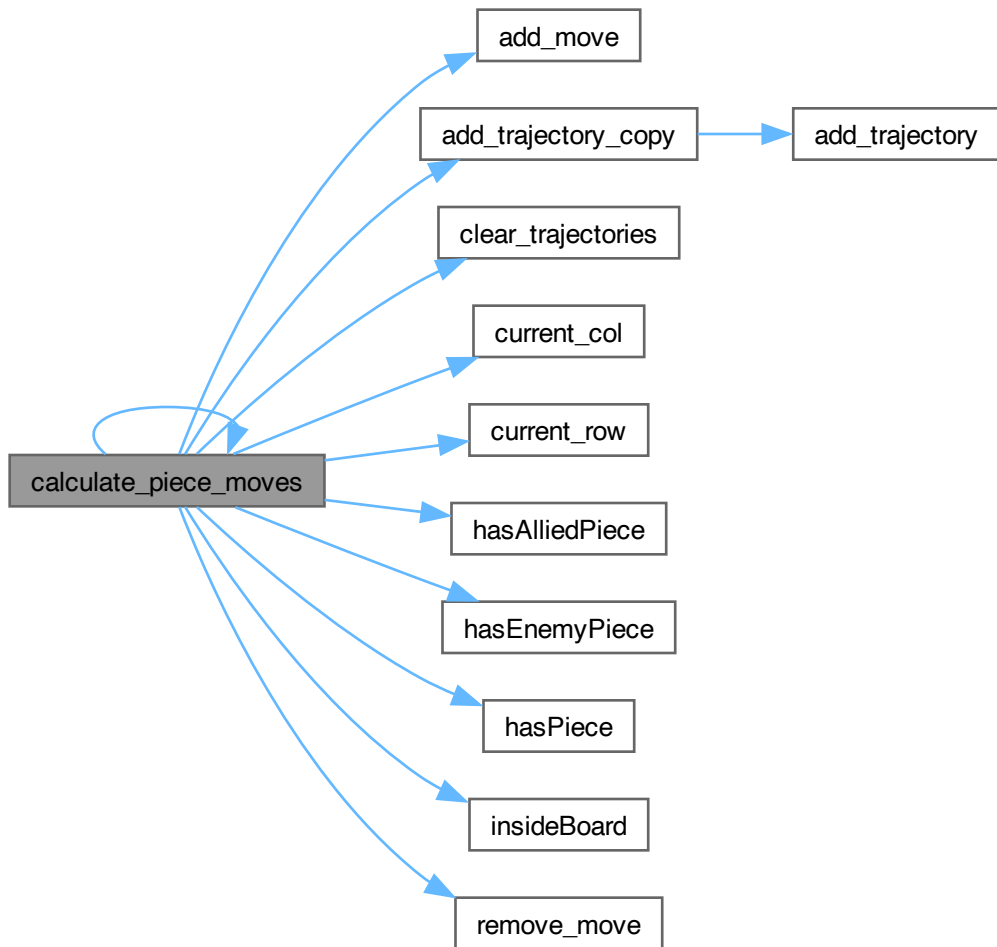 add_move
add_trajectory_copy
add_trajectory
clear_trajectories
current_col
current_row
calculate_piece_moves
hasAlliedPiece
hasEnemyPiece
hasPiece
insideBoard
remove_move